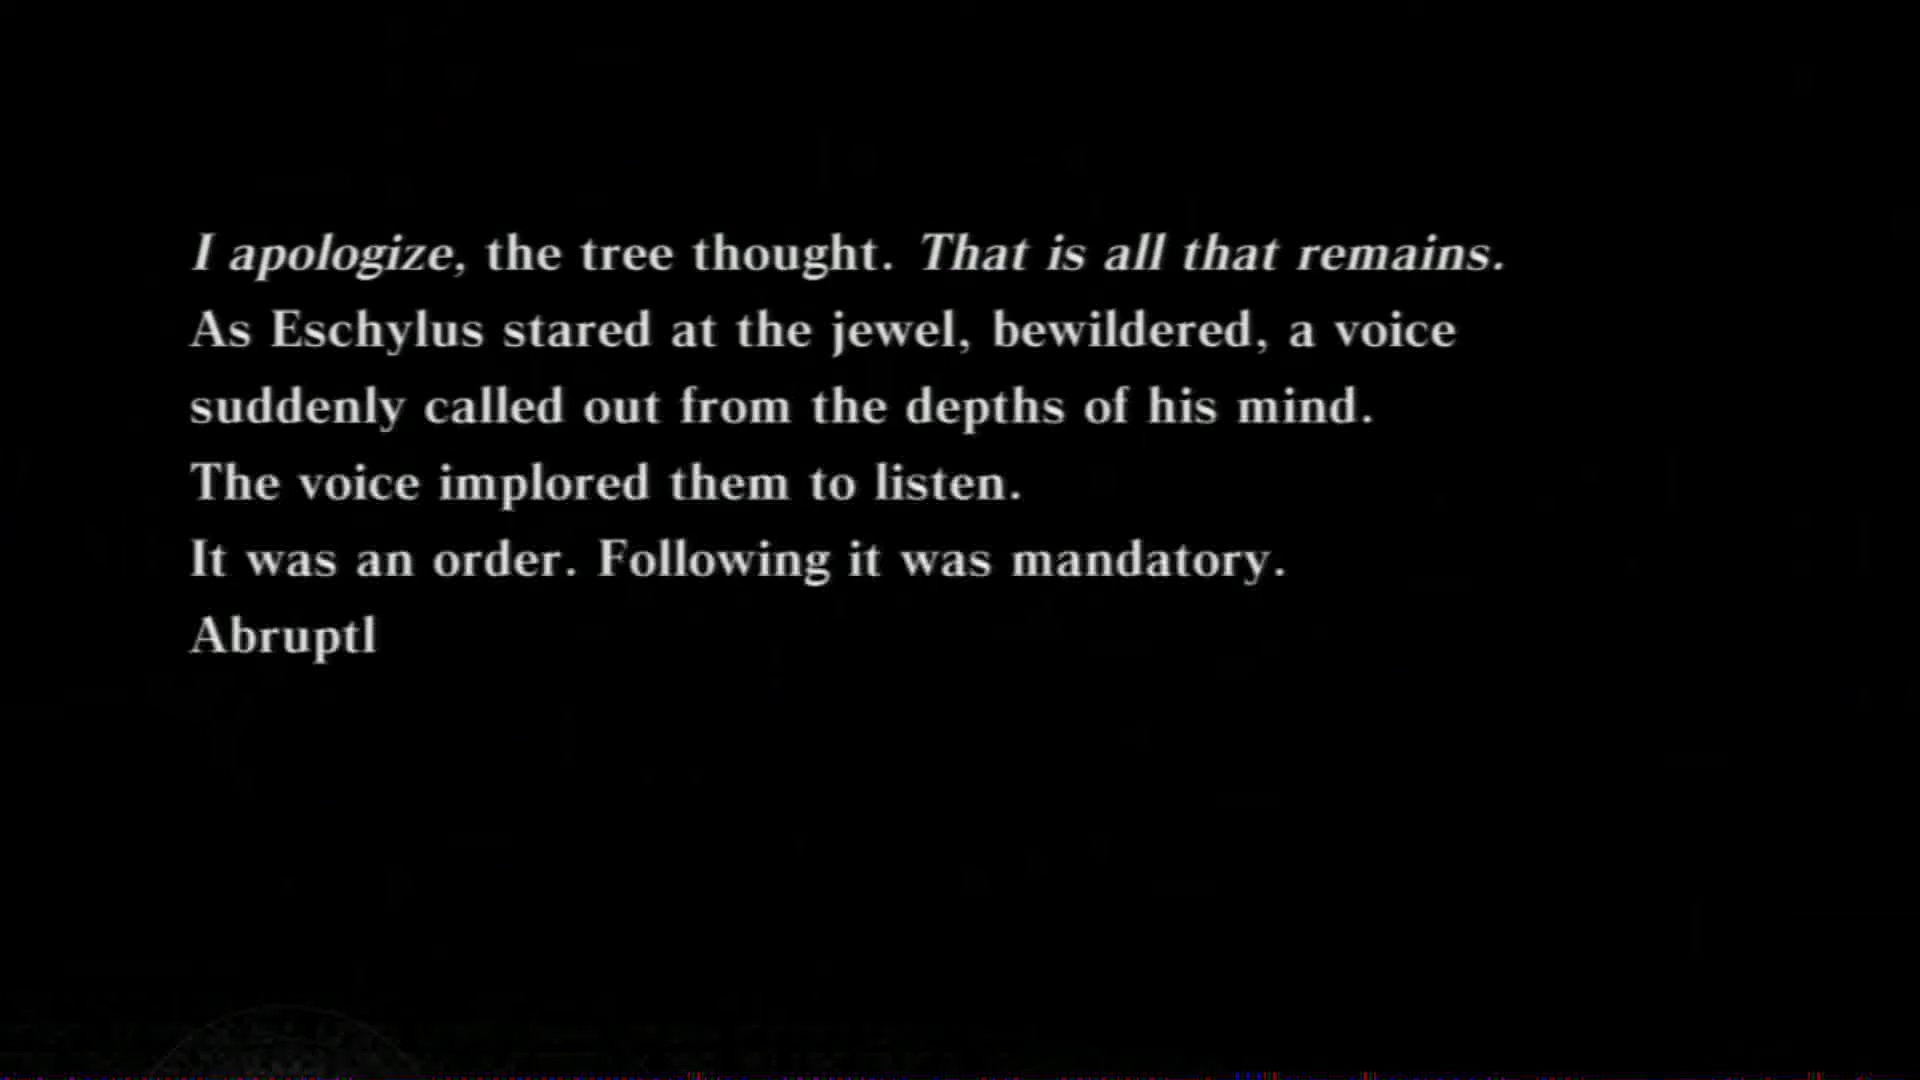 I apologize, the tree thought. That is all that remains.
As Eschylus stared at the jewel, bewildered, a voice
suddenly called out from the depths of his mind.
The voice implored them to listen.
It was an order. Following it was mandatory.
Abruptl